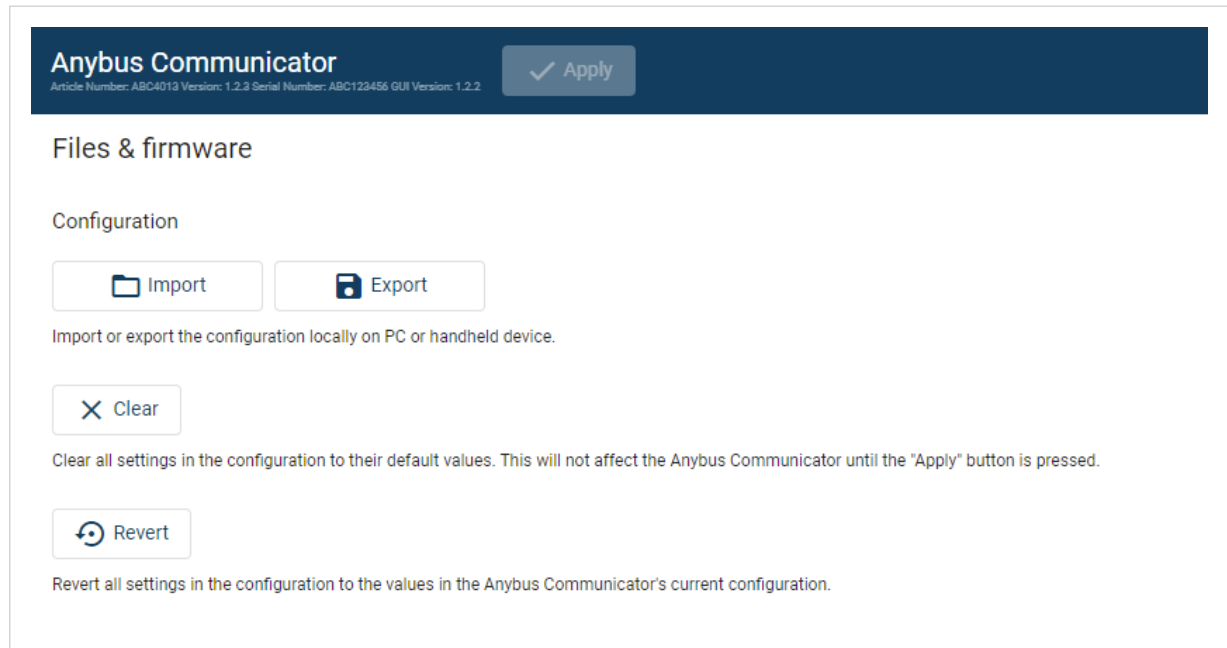 Anybus Communicator
Apply
Article Number: ABC4013 Version: 1.2.3 Serial Number: ABC123456 GUI Version: 1.2.2
Files & firmware
Configuration
Import
Export
Import or export the configuration locally on PC or handheld device.
Clear
Clear all settings in the configuration to their default values. This will not affect the Anybus Communicator until the "Apply" button is pressed.
Revert
Revert all settings in the configuration to the values in the Anybus Communicator's current configuration.